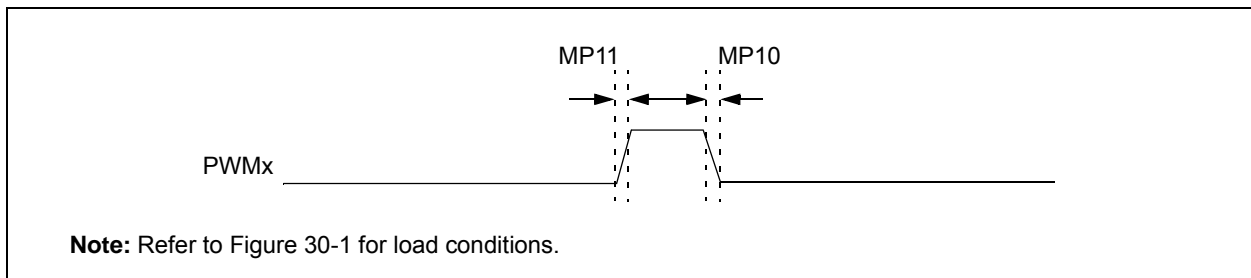 MP11 MP10
PWMx
Note: Refer to Figure 30-1 for load conditions.